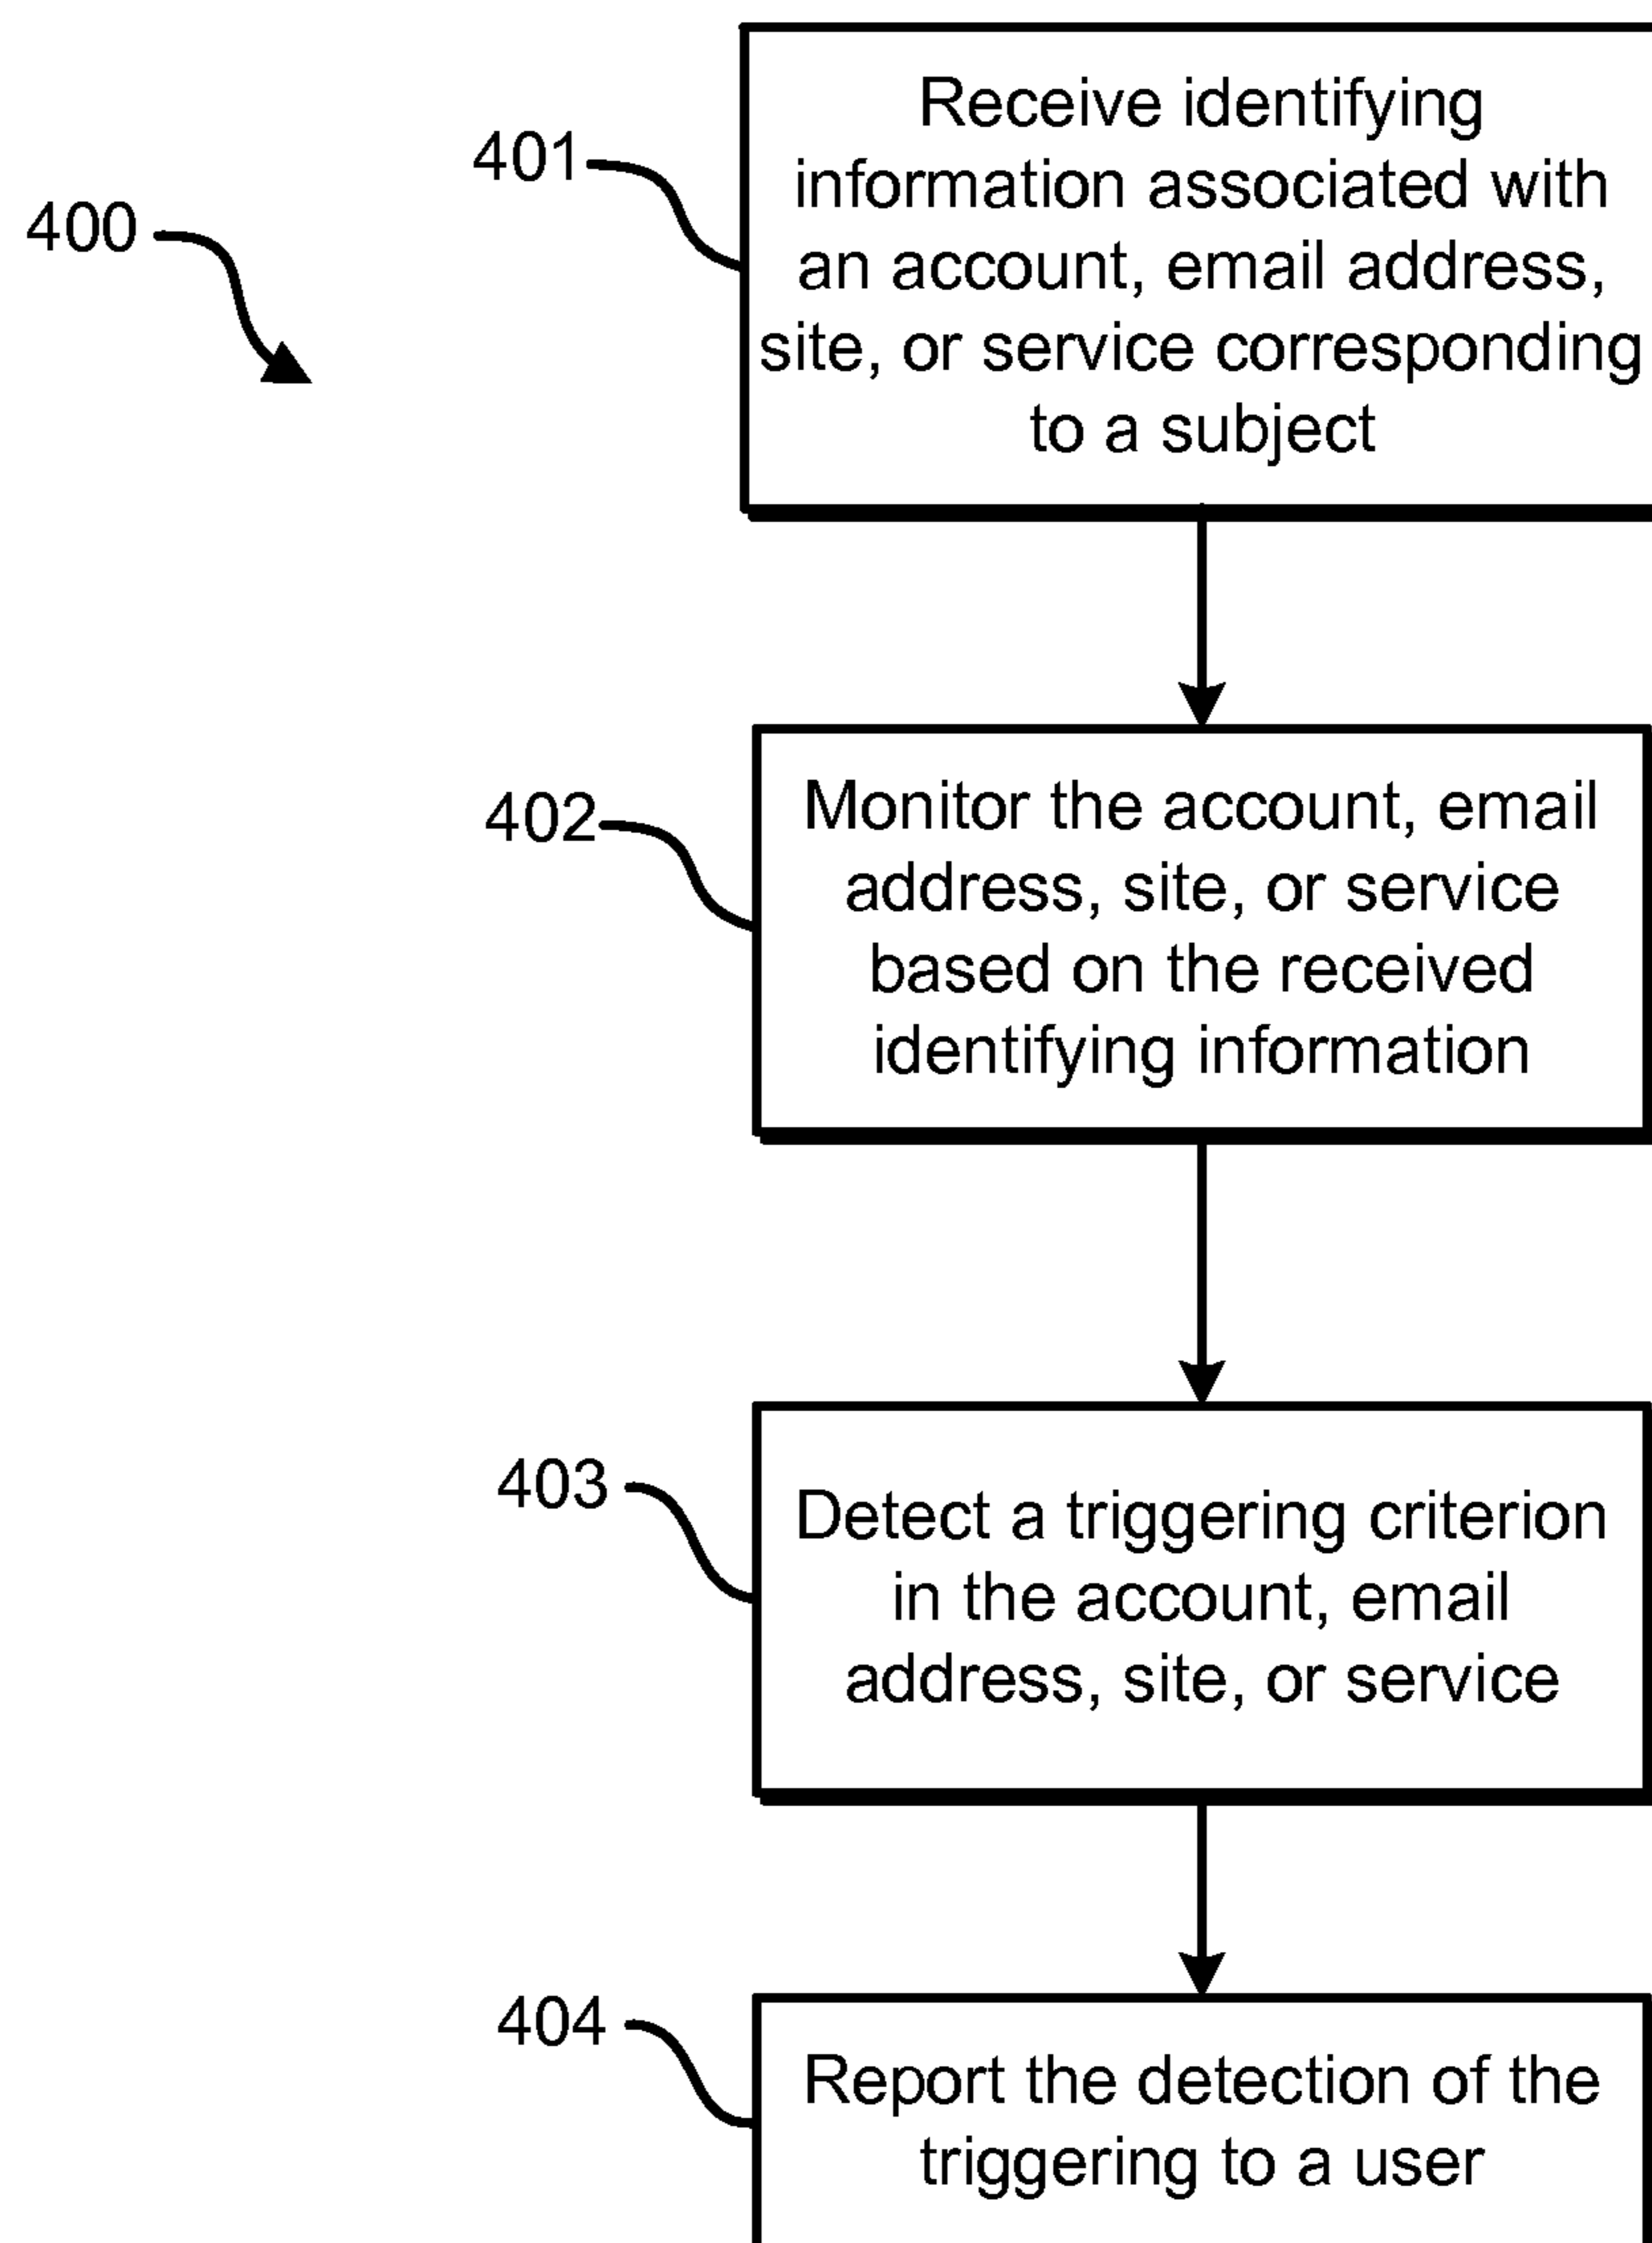 400
401
Receive identifying
information associated with
an account, email address,
site, or service corresponding
to a subject
402
Monitor the account, email
address, site, or service
based on the received
identifying information
403
Detect a triggering criterion
in the account, email
address, site, or service
404
Report the detection of the
triggering to a user